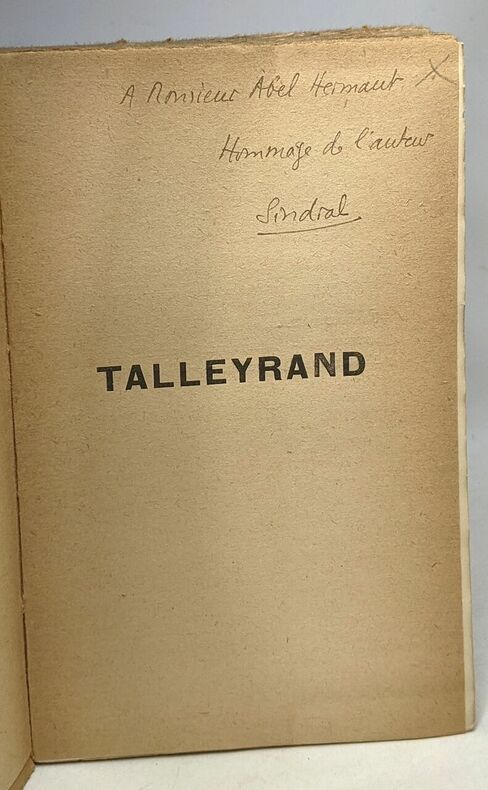 A Monsieur Abel Hermant X
Hommage de l'auteur
Sindral
TALLEYRAND